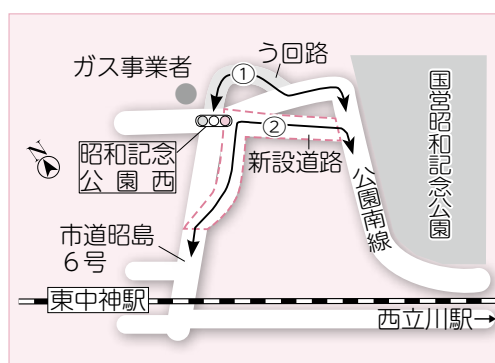 う回路
①
ガス事業者
国営昭和記念公園
②
昭和記念
公園西
新設道路
N
公園南線
市道昭島
6号
東中神駅
西立川駅→